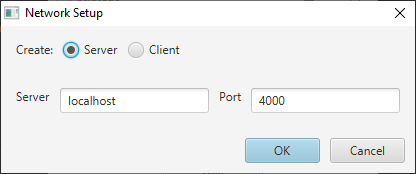 Network Setup
Create: Server Client
Server localhost Port 4000
OK Cancel